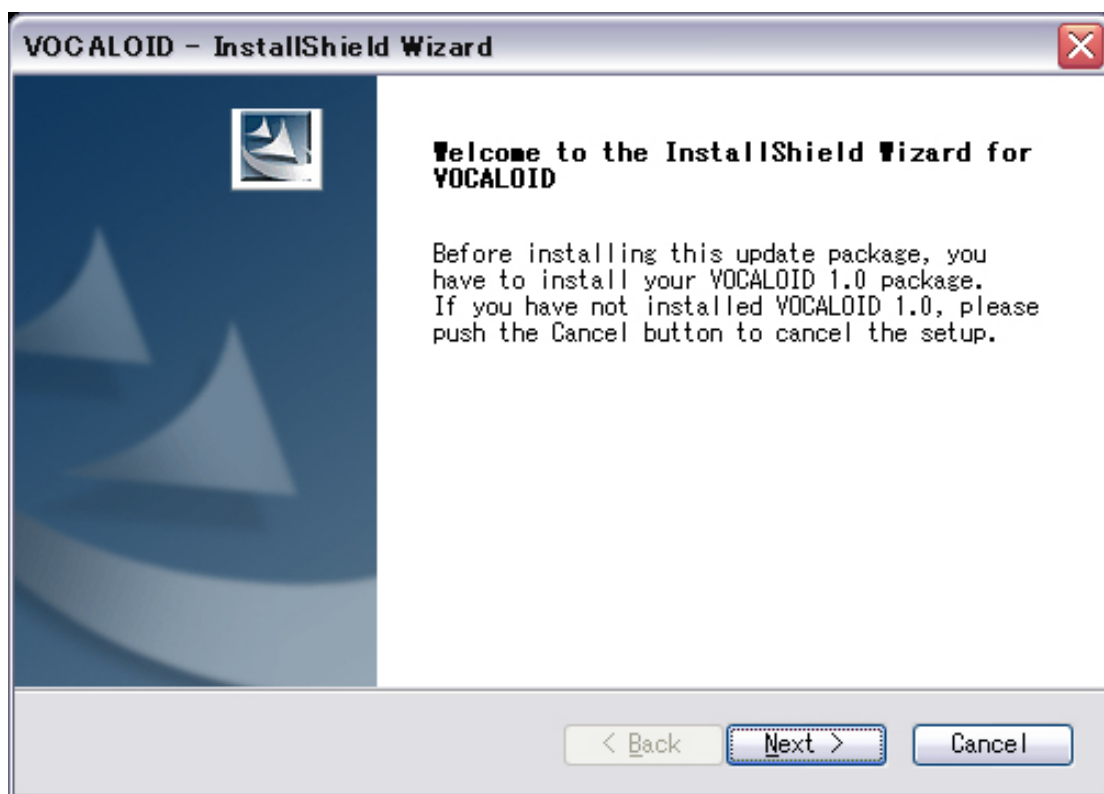 VOCALOID - InstallShield Wizard
Welcome to the InstallShield Wizard for
VOCALOID
Before installing this update package, you
have to install your VOCALOID 1.0 package.
If you have not installed VOCALOID 1.0, please
push the Cancel button to cancel the setup.
< Back Next > Cancel